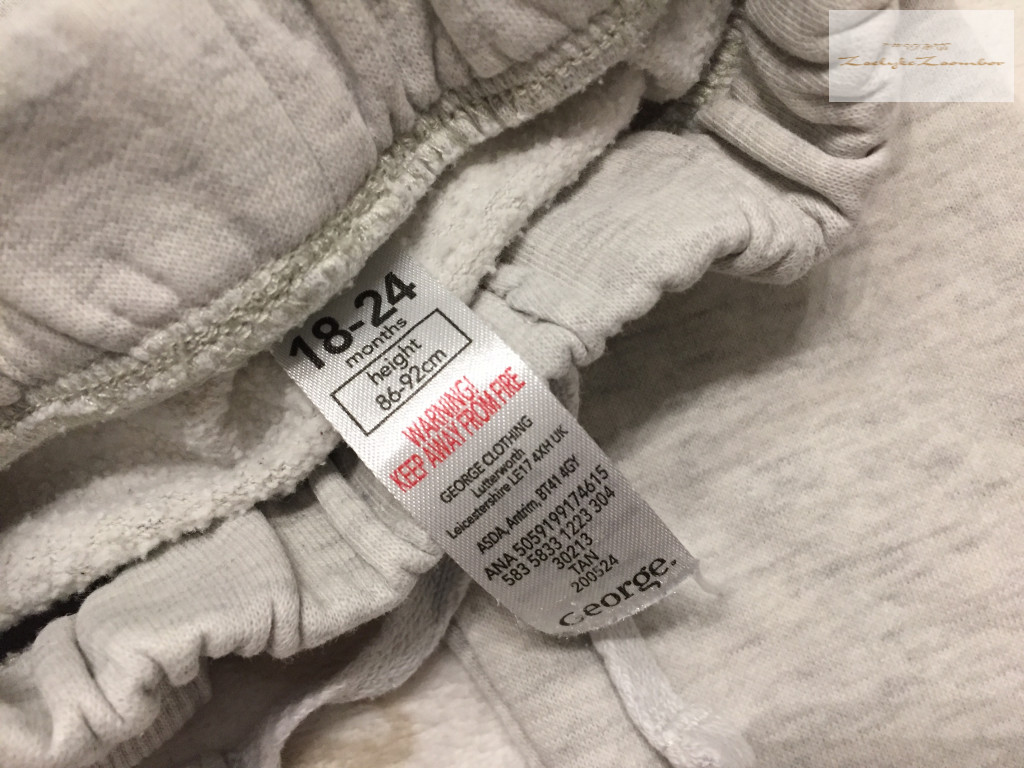 18-24
months
height
86-92cm
WARNING!
KEEP AWAY FROM FIRE
GEORGE CLOTHING
Lutterworth
Leicestershire LE17 4XH UK
ASDA, Antrim, BT41 4GY
ANA 5059199174615
583 5833 1223 304
30213
TAN
200524
George.